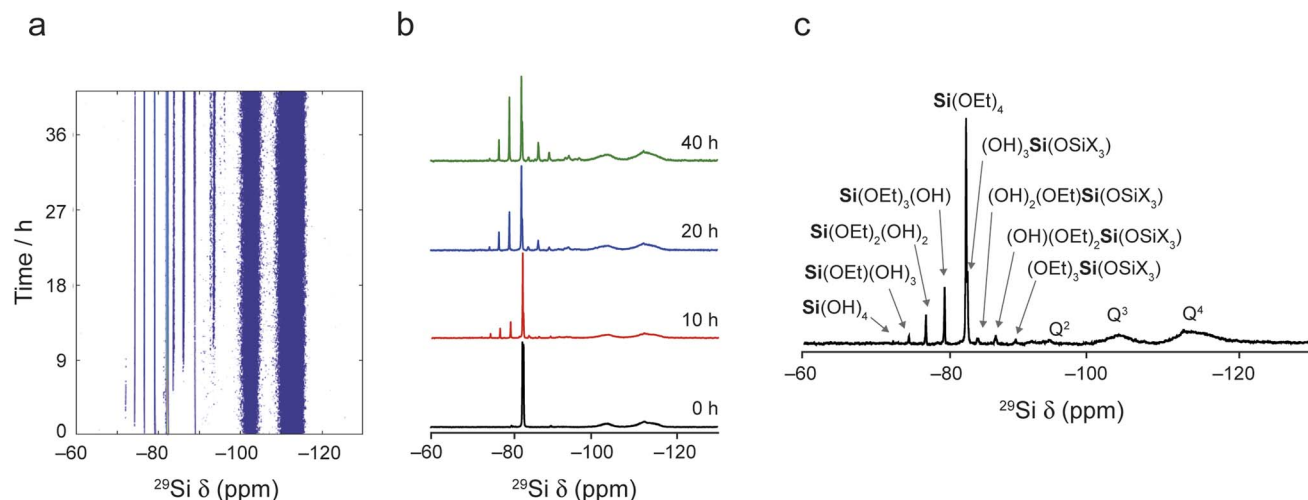 a
Time / h
36
27
18
9
0
−60
−80
−100
−120
²⁹Si δ (ppm)
b
40 h
20 h
10 h
0 h
−60
−80
−100
−120
²⁹Si δ (ppm)
c
Si(OEt)₄
(OH)₃Si(OSiX₃)
Si(OEt)₃(OH)
(OH)₂(OEt)Si(OSiX₃)
Si(OEt)₂(OH)₂
(OH)(OEt)₂Si(OSiX₃)
Si(OEt)(OH)₃
(OEt)₃Si(OSiX₃)
Si(OH)₄
Q²
Q³
Q⁴
−60
−80
−100
−120
²⁹Si δ (ppm)